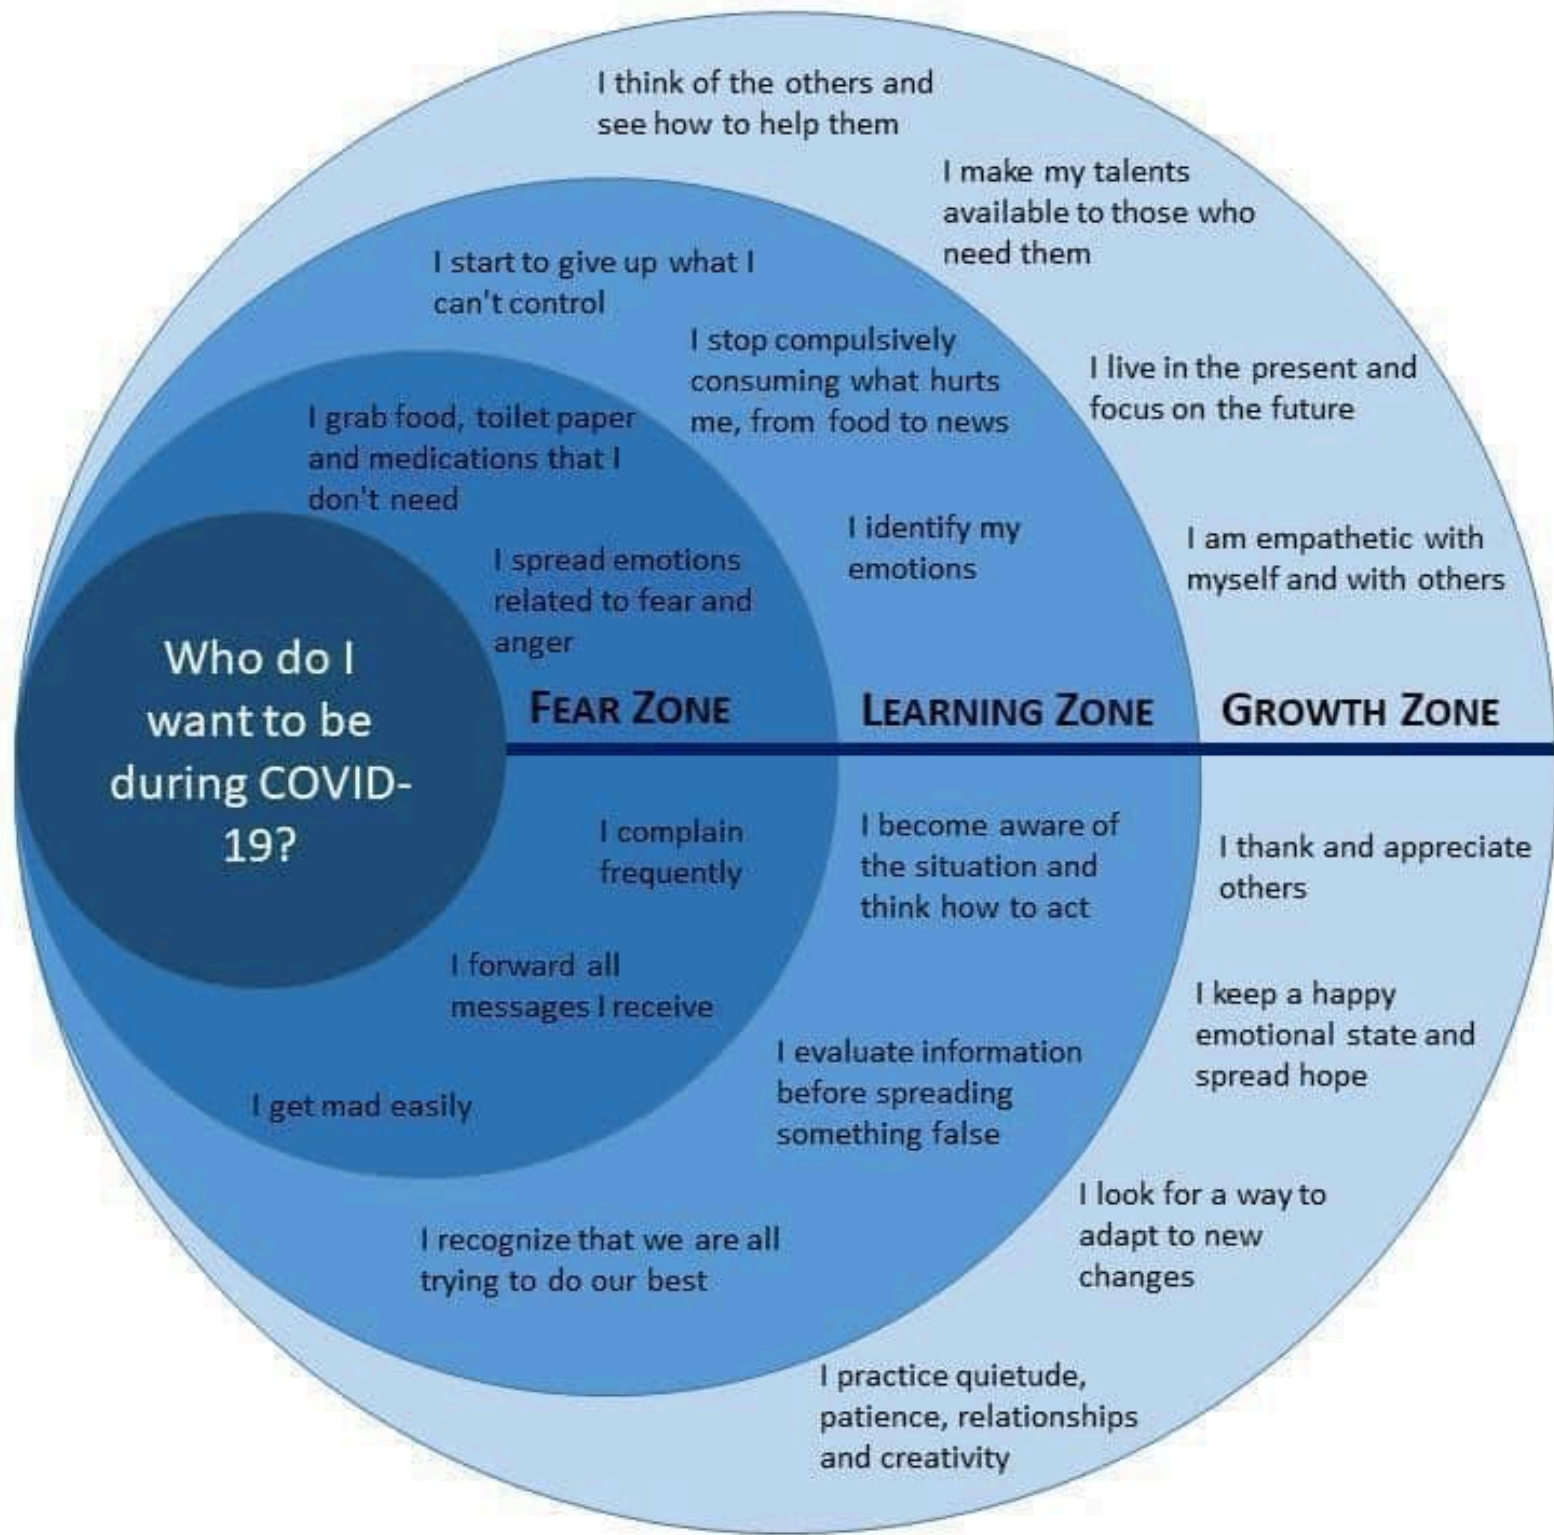 I think of the others and
see how to help them
I make my talents
available to those who
need them
I start to give up what I
can't control
I stop compulsively
consuming what hurts
me, from food to news
I live in the present and
focus on the future
I grab food, toilet paper
and medications that I
don't need
I identify my
emotions
I am empathetic with
myself and with others
I spread emotions
related to fear and
anger
Who do I
want to be
during COVID-
19?
FEAR ZONE
LEARNING ZONE
GROWTH ZONE
I complain
frequently
I become aware of
the situation and
think how to act
I thank and appreciate
others
I forward all
messages I receive
I keep a happy
emotional state and
spread hope
I evaluate information
before spreading
something false
I get mad easily
I look for a way to
adapt to new
changes
I recognize that we are all
trying to do our best
I practice quietude,
patience, relationships
and creativity